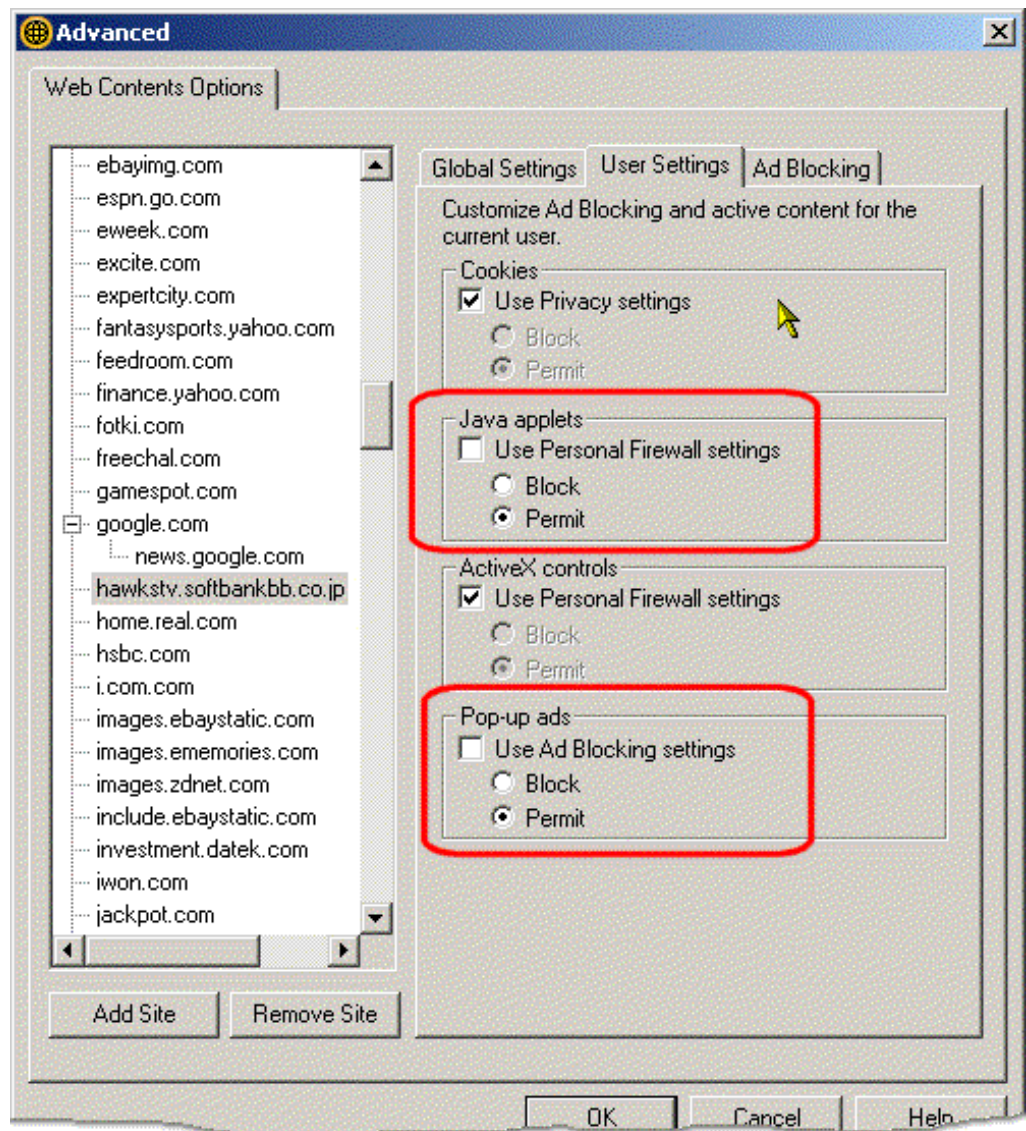 Advanced
Web Contents Options
ebayimg.com
espn.go.com
eweek.com
excite.com
expertcity.com
fantasysports.yahoo.com
feedroom.com
finance.yahoo.com
fotki.com
freechal.com
gamespot.com
google.com
news.google.com
hawkstv.softbankbb.co.jp
home.real.com
hsbc.com
i.com.com
images.ebaystatic.com
images.ememories.com
images.zdnet.com
include.ebaystatic.com
investment.datek.com
iwon.com
jackpot.com
Add Site Remove Site
Global Settings User Settings Ad Blocking
Customize Ad Blocking and active content for the
current user.
Cookies
Use Privacy settings
Block
Permit
Java applets
Use Personal Firewall settings
Block
Permit
ActiveX controls
Use Personal Firewall settings
Block
Permit
Pop-up ads
Use Ad Blocking settings
Block
Permit
OK Cancel Help